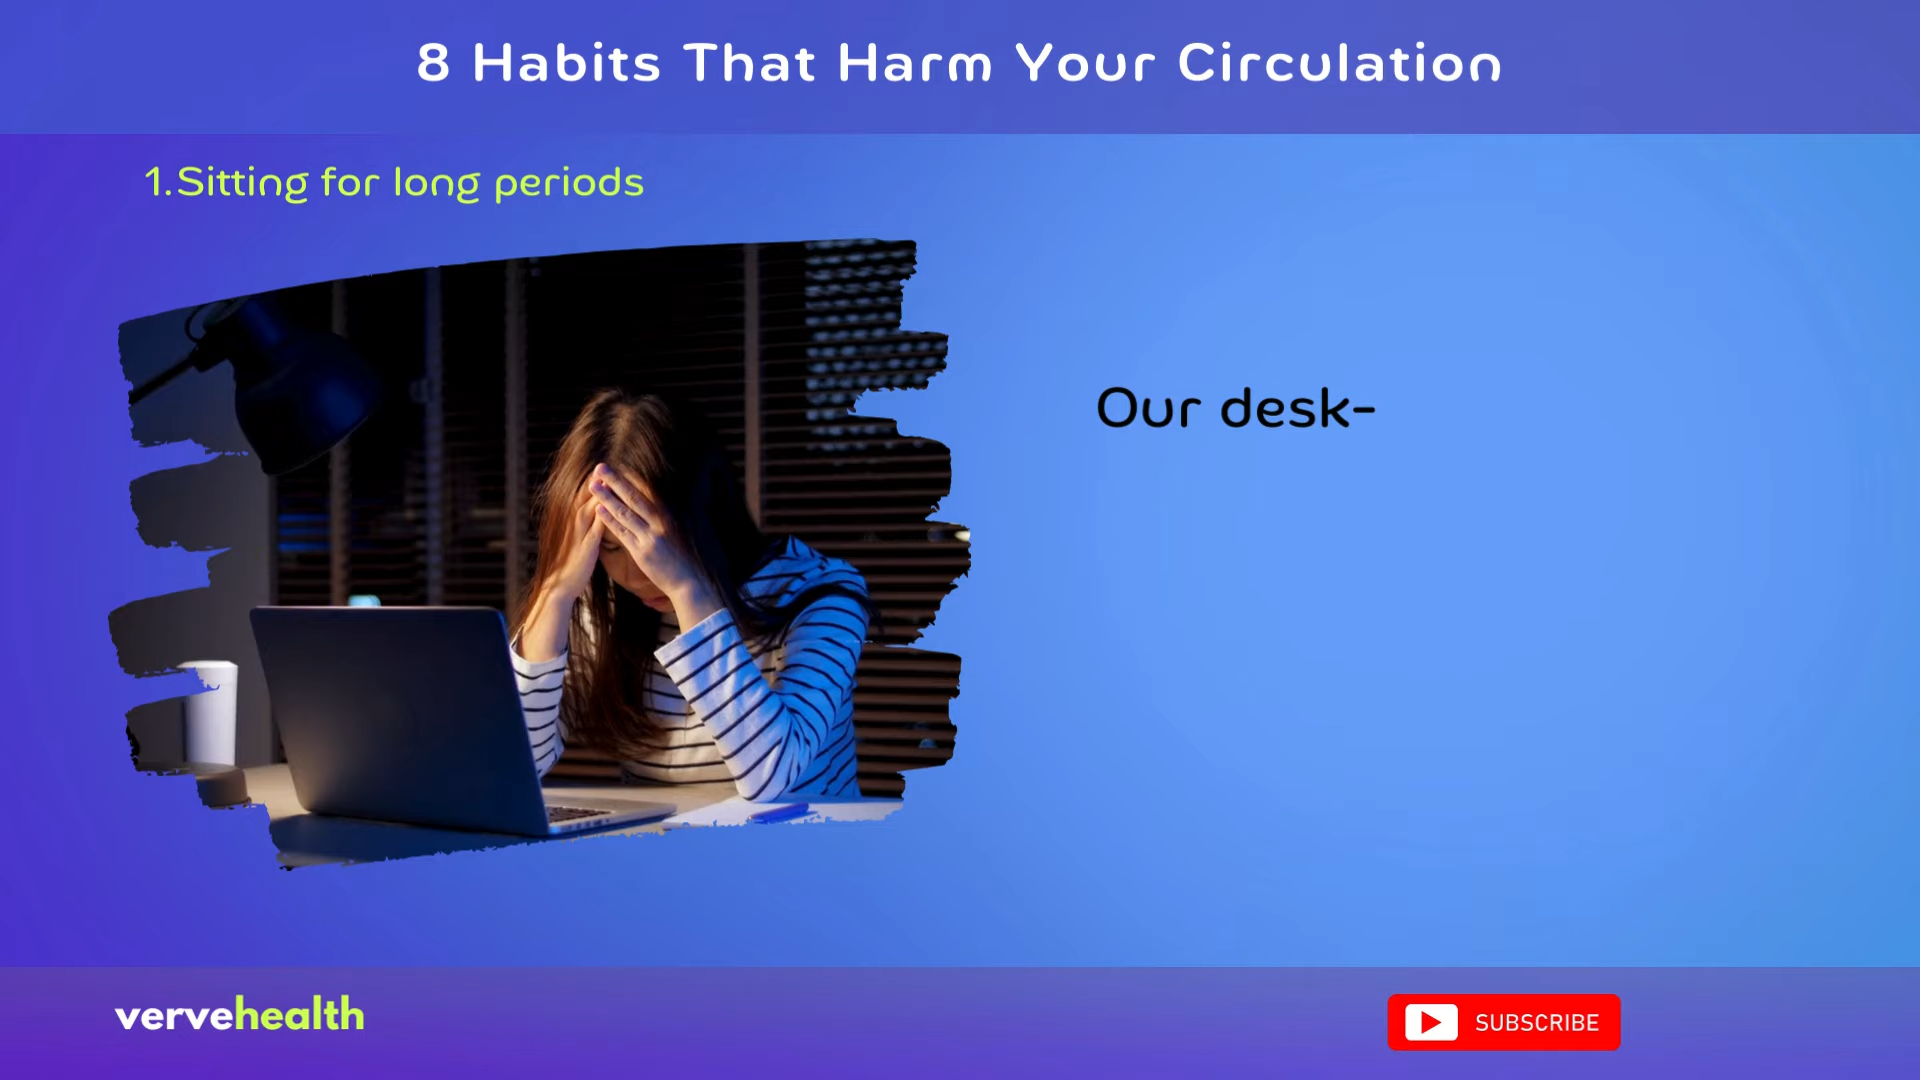 8 Habits That Harm Your Circulation
1.Sitting for long periods
Our desk-
vervehealth
SUBSCRIBE